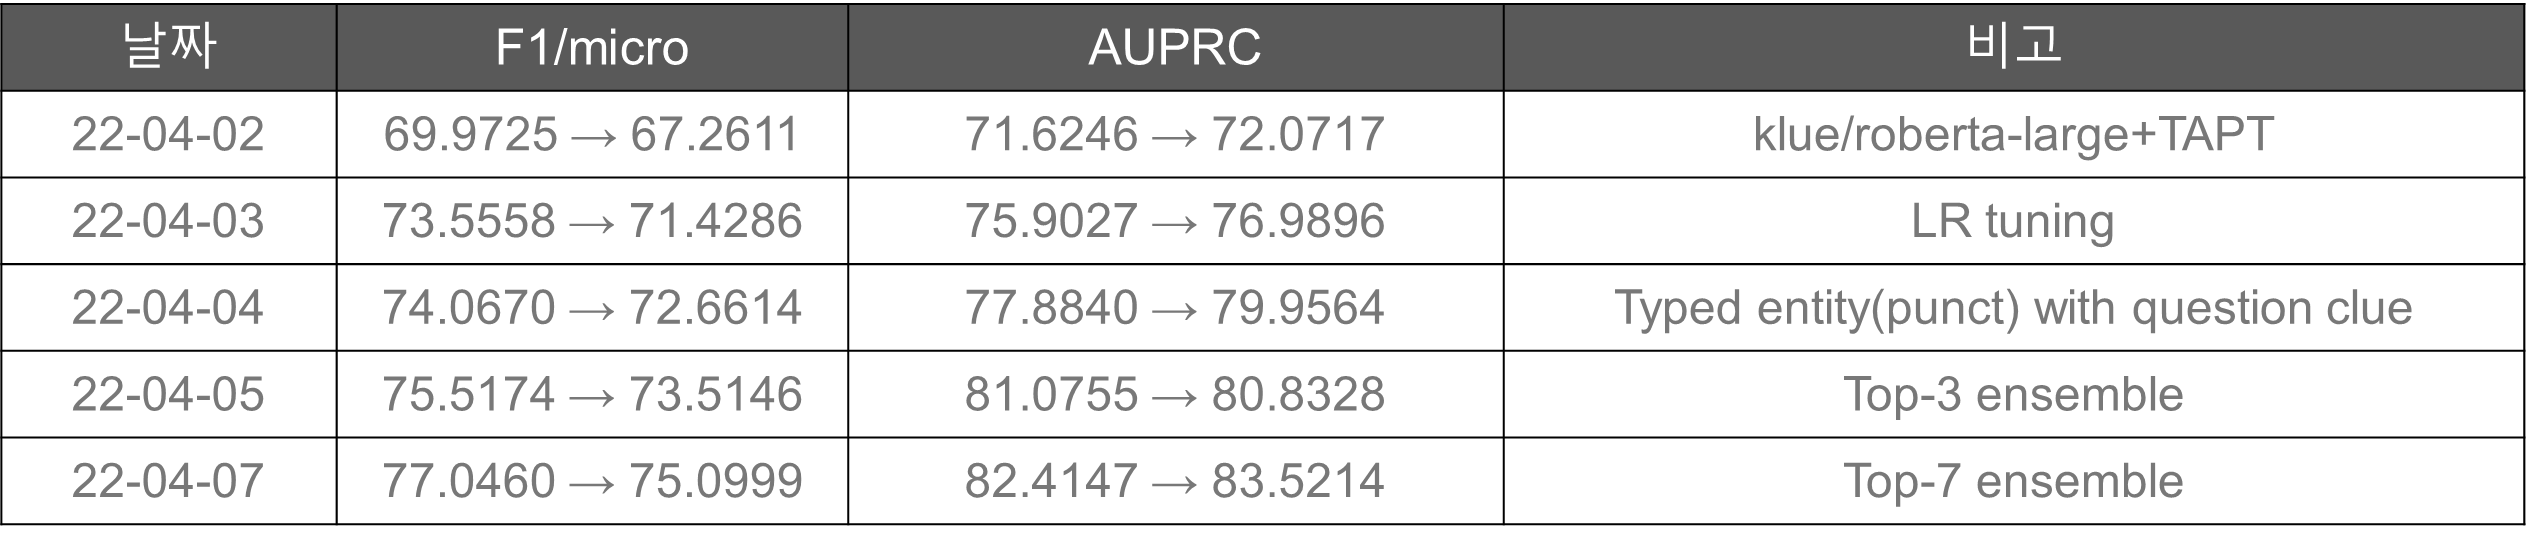 날짜 F1/micro AUPRC 비고
22-04-02 69.9725 → 67.2611 71.6246 → 72.0717 klue/roberta-large+TAPT
22-04-03 73.5558 → 71.4286 75.9027 → 76.9896 LR tuning
22-04-04 74.0670 → 72.6614 77.8840 → 79.9564 Typed entity(punct) with question clue
22-04-05 75.5174 → 73.5146 81.0755 → 80.8328 Top-3 ensemble
22-04-07 77.0460 → 75.0999 82.4147 → 83.5214 Top-7 ensemble